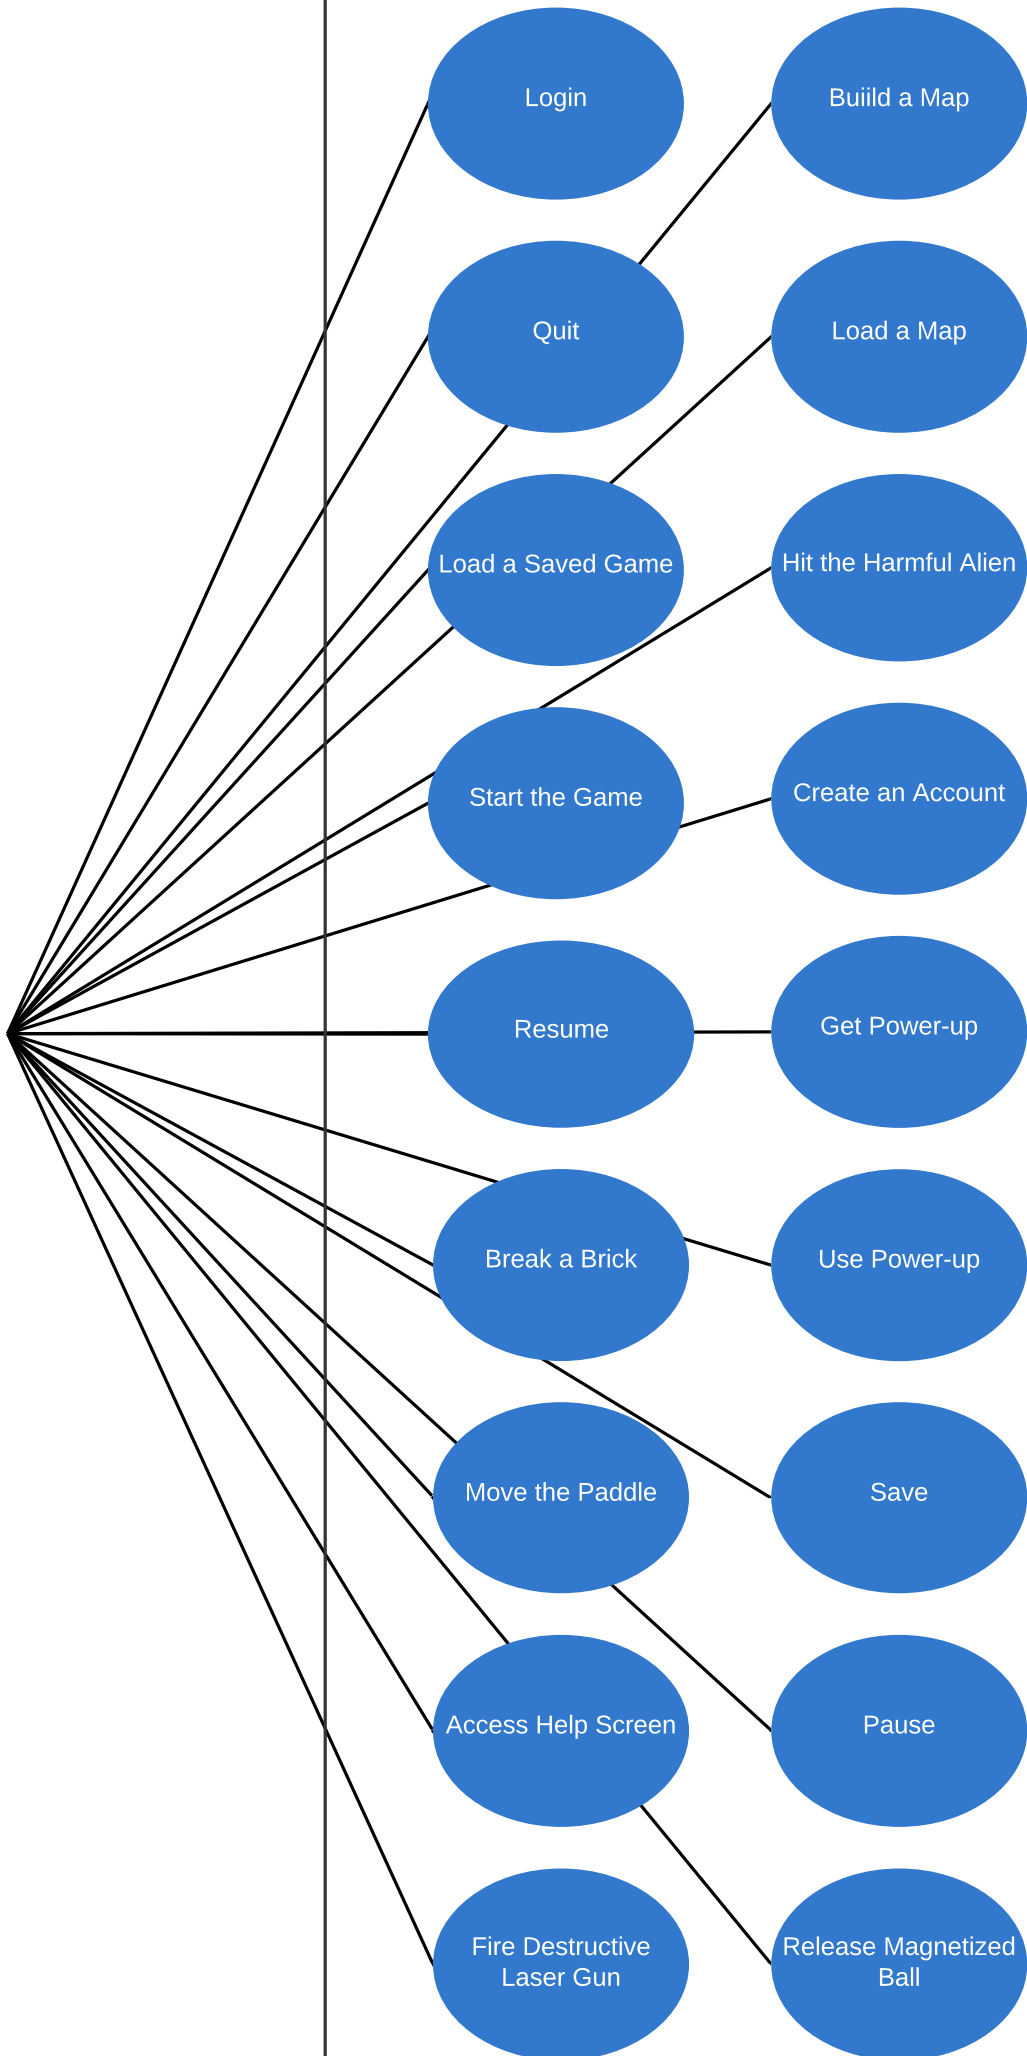 Login
Buiild a Map
Quit
Load a Map
Load a Saved Game
Hit the Harmful Alien
Start the Game
Create an Account
Resume
Get Power-up
Break a Brick
Use Power-up
Move the Paddle
Save
Access Help Screen
Pause
Fire Destructive
Laser Gun
Release Magnetized
Ball